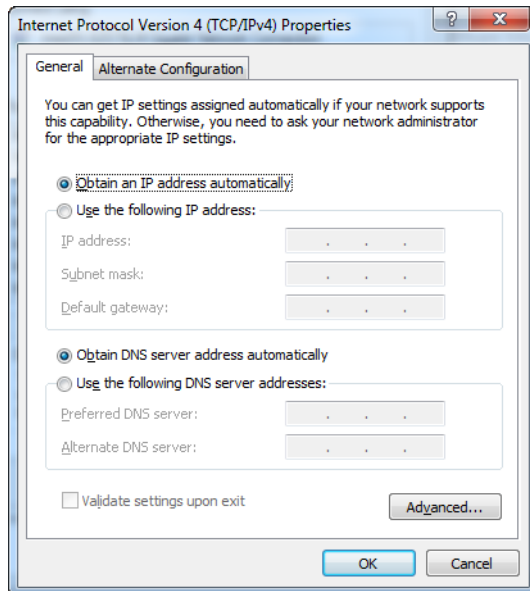 Internet Protocol Version 4 (TCP/IPv4) Properties
General
Alternate Configuration
You can get IP settings assigned automatically if your network supports
this capability. Otherwise, you need to ask your network administrator
for the appropriate IP settings.
Obtain an IP address automatically
Use the following IP address:
IP address:
Subnet mask:
Default gateway:
Obtain DNS server address automatically
Use the following DNS server addresses:
Preferred DNS server:
Alternate DNS server:
Validate settings upon exit
Advanced...
OK
Cancel